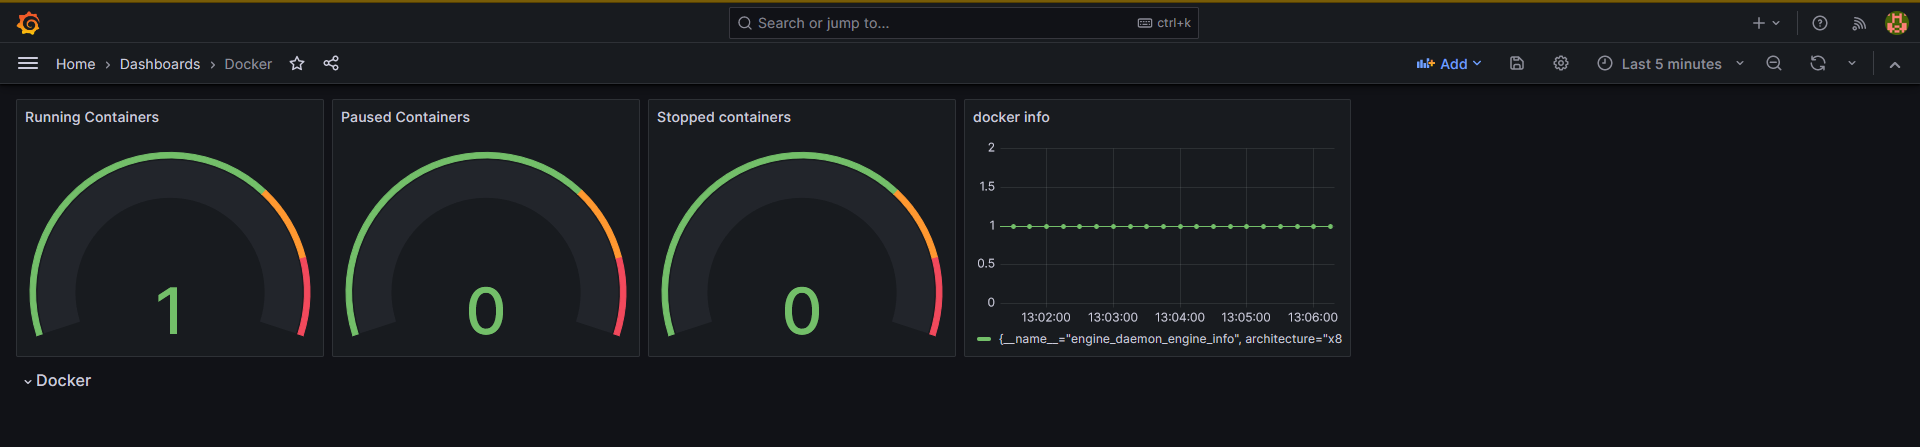 Search or jump to...
ctrl+k
Home › Dashboards › Docker
Add
Last 5 minutes
Running Containers
1
Paused Containers
0
Stopped containers
0
docker info
2
1.5
1
0.5
0
13:02:00 13:03:00 13:04:00 13:05:00 13:06:00
{__name__="engine_daemon_engine_info", architecture="x8
Docker